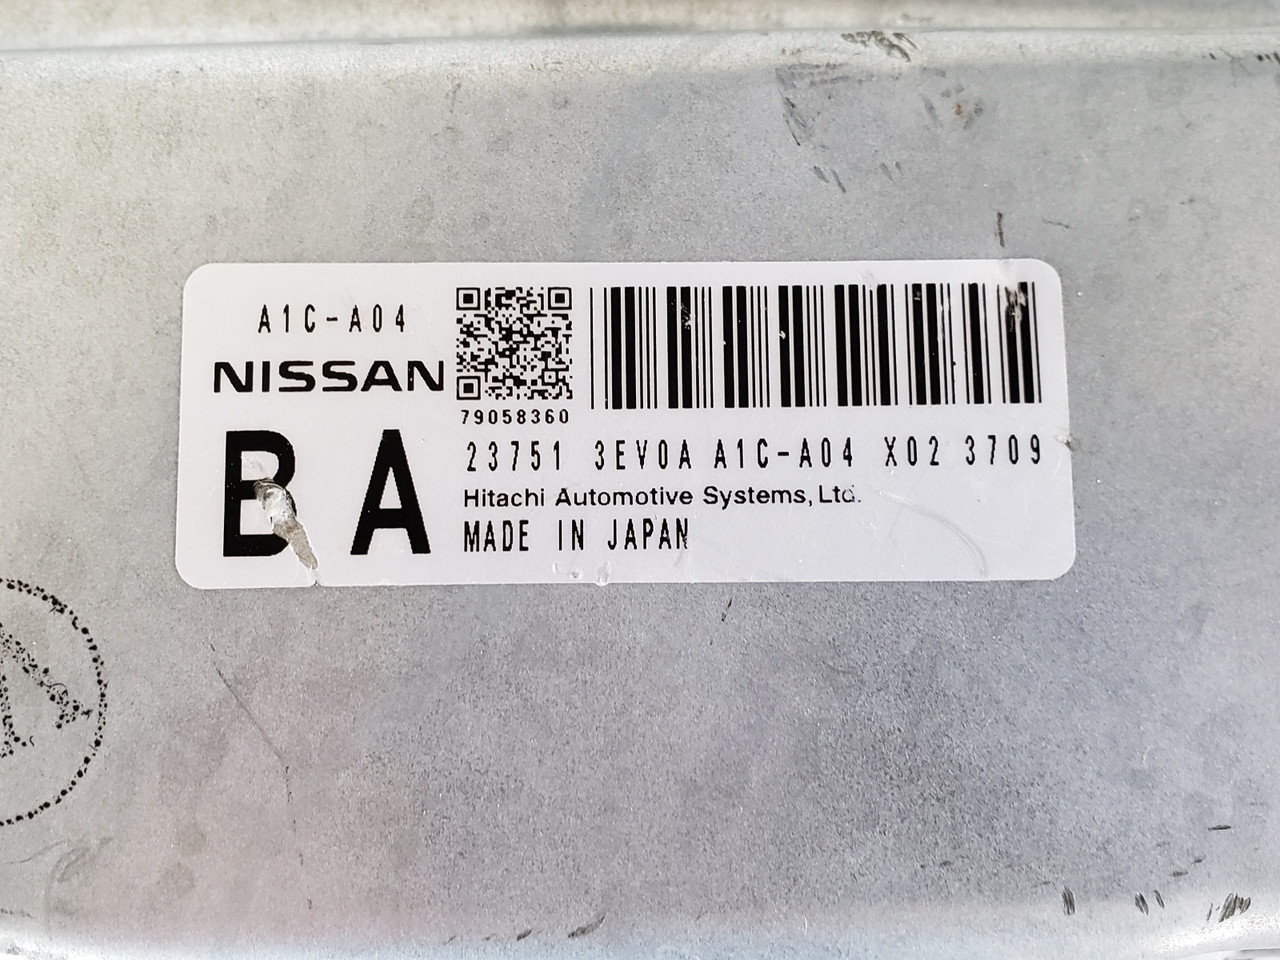 A1C-A04
NISSAN
79058360
BA
23751 3EV0A A1C-A04 X02 3709
Hitachi Automotive Systems, Ltd.
MADE IN JAPAN